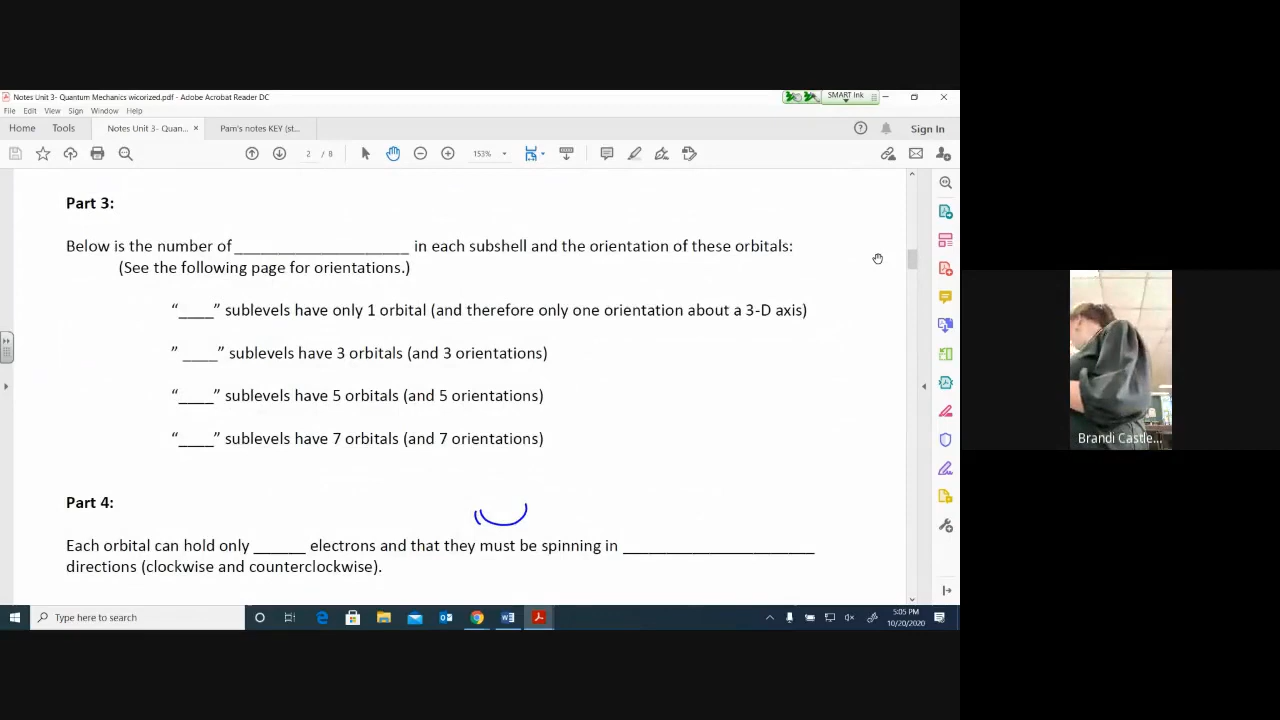 Notes Unit 3- Quantum Mechanics wicorized.pdf - Adobe Acrobat Reader DC
SMART Ink
File Edit View Sign Window Help
Home Tools Notes Unit 3- Quan... × Pam's notes KEY (st... Sign In
2 / 8 153%
Part 3:
Below is the number of ____________________ in each subshell and the orientation of these orbitals:
(See the following page for orientations.)
“____” sublevels have only 1 orbital (and therefore only one orientation about a 3-D axis)
” ____” sublevels have 3 orbitals (and 3 orientations)
“____” sublevels have 5 orbitals (and 5 orientations)
“____” sublevels have 7 orbitals (and 7 orientations)
Part 4:
Each orbital can hold only ______ electrons and that they must be spinning in ______________________
directions (clockwise and counterclockwise).
Brandi Castle...
Type here to search
5:05 PM
10/20/2020